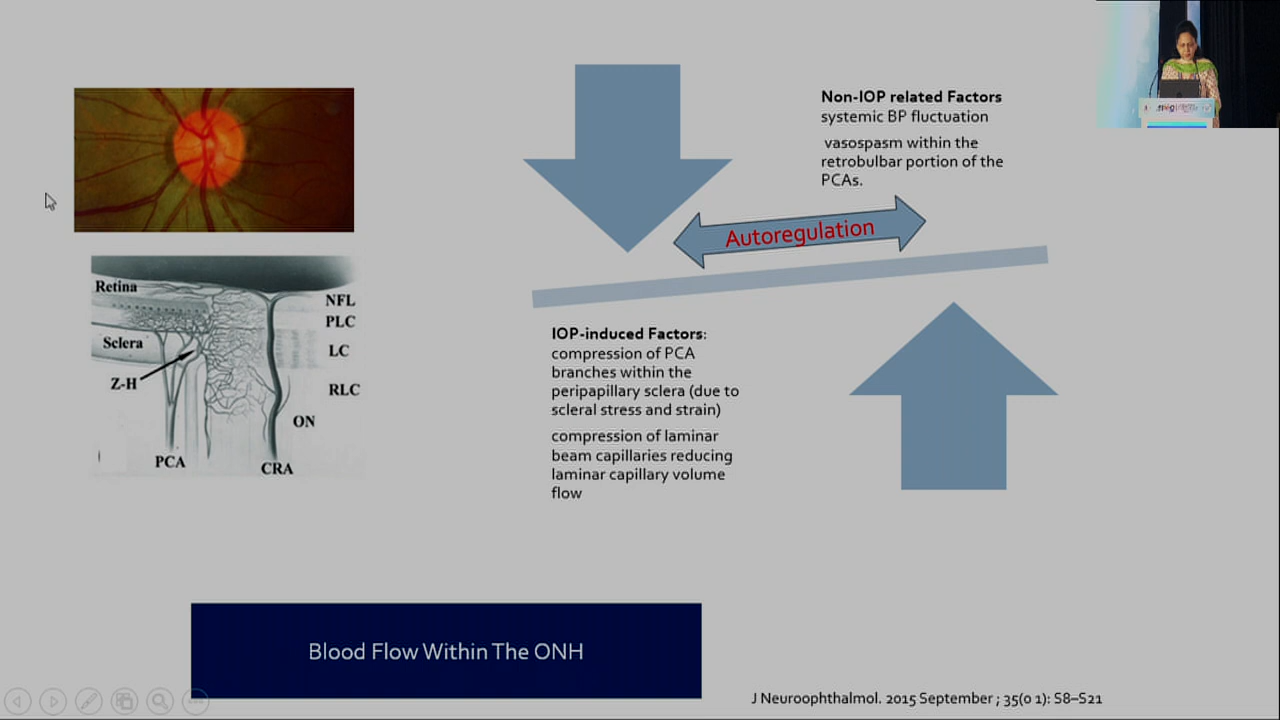 Non-IOP related Factors
systemic BP fluctuation
vasospasm within the
retrobulbar portion of the
PCAs.
Autoregulation
Retina
NFL
PLC
Sclera
LC
Z-H
RLC
ON
PCA
CRA
IOP-induced Factors:
compression of PCA
branches within the
peripapillary sclera (due to
scleral stress and strain)
compression of laminar
beam capillaries reducing
laminar capillary volume
flow
Blood Flow Within The ONH
J Neuroophthalmol. 2015 September ; 35(0 1): S8–S21